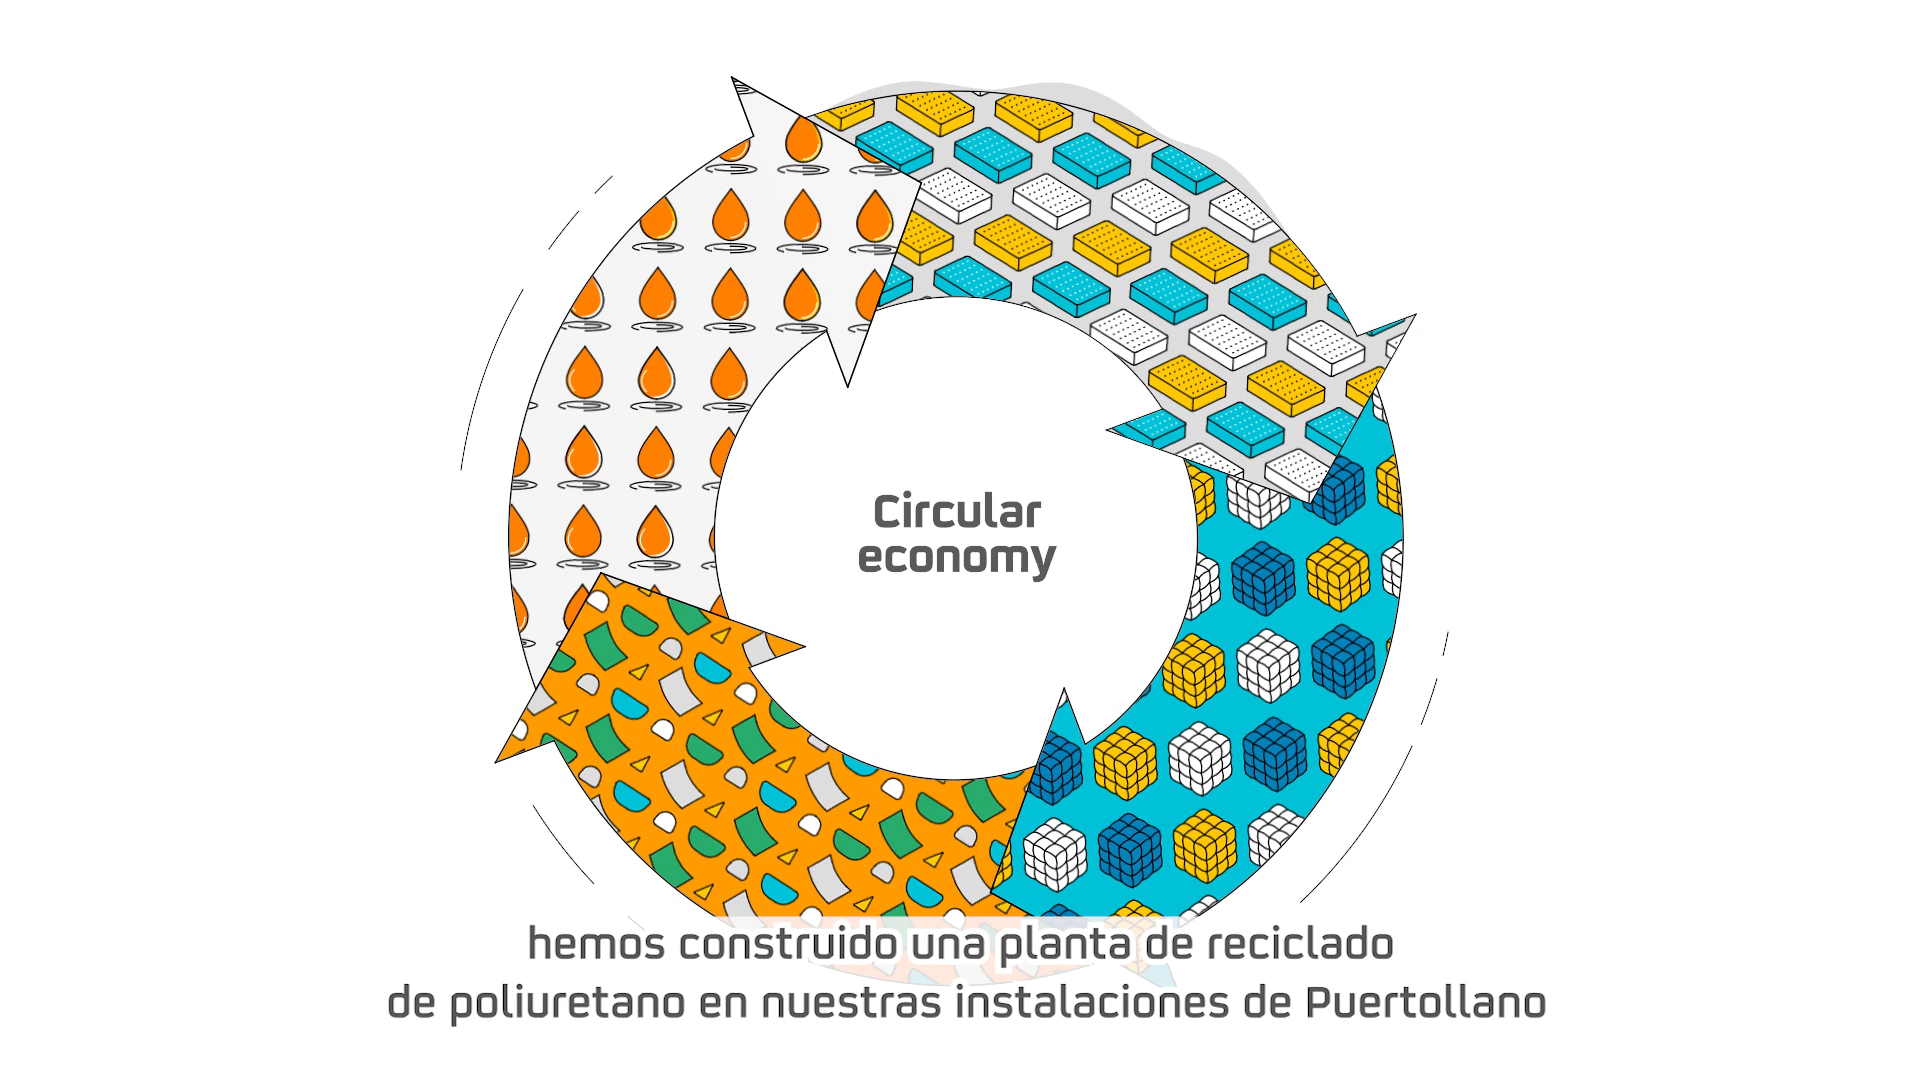 Circular
economy
hemos construido una planta de reciclado
de poliuretano en nuestras instalaciones de Puertollano